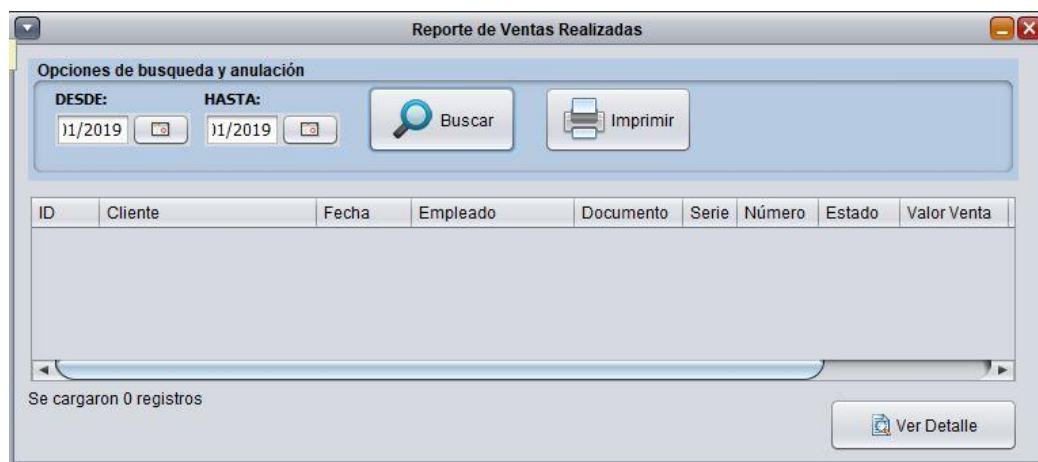 Reporte de Ventas Realizadas
Opciones de busqueda y anulación
DESDE: HASTA:
)1/2019 )1/2019 Buscar Imprimir
ID Cliente Fecha Empleado Documento Serie Número Estado Valor Venta
Se cargaron 0 registros
Ver Detalle